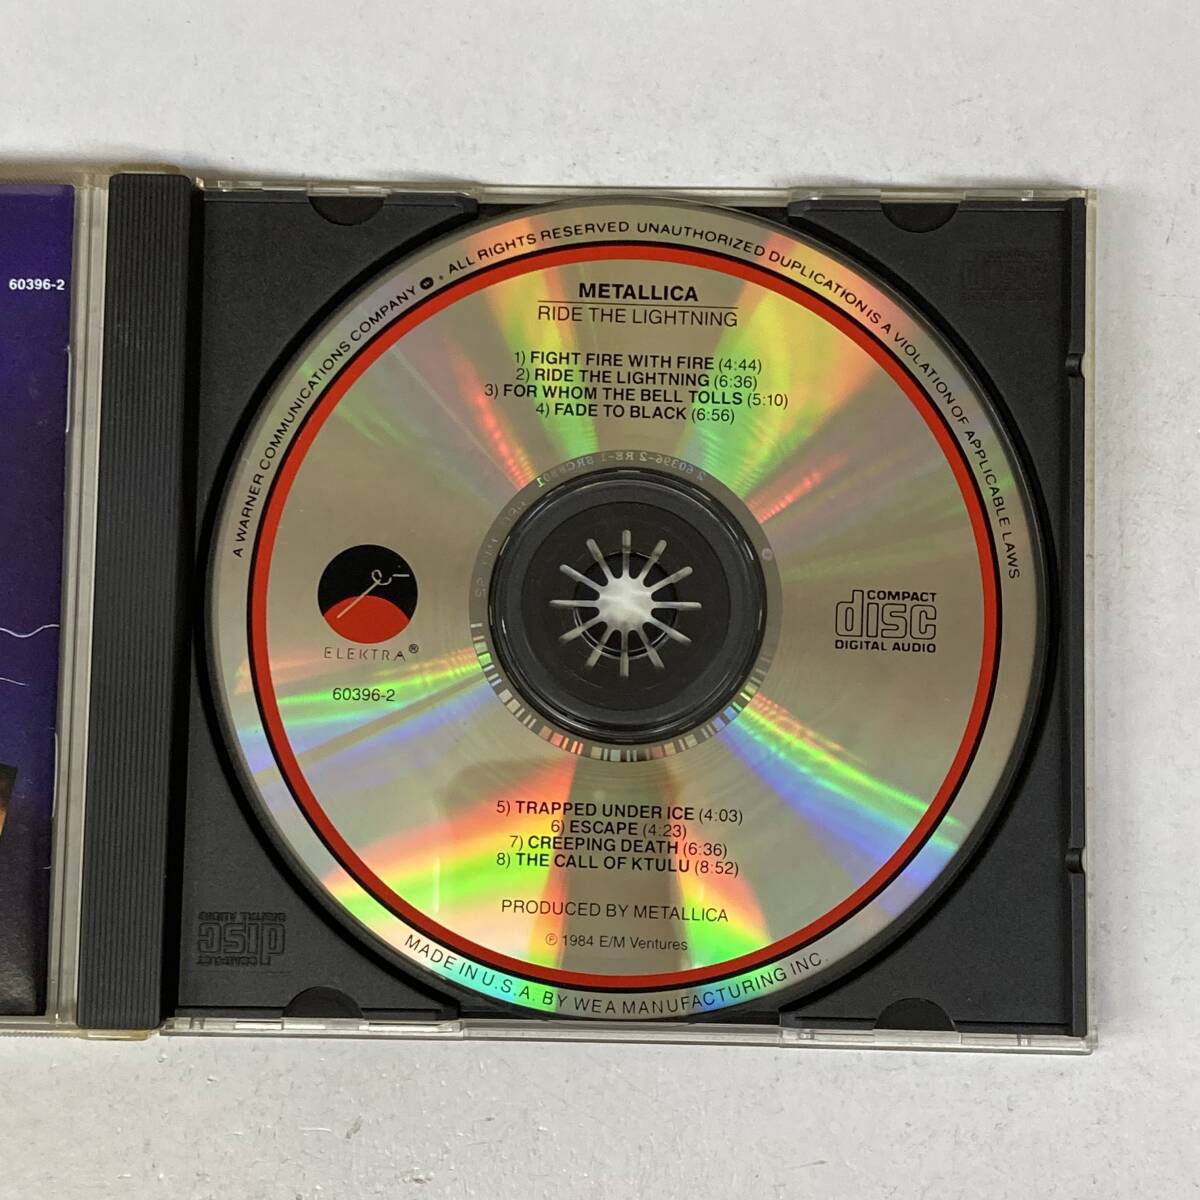 60396-2
A WARNER COMMUNICATIONS COMPANY ALL RIGHTS RESERVED. UNAUTHORIZED DUPLICATION IS A VIOLATION OF APPLICABLE LAWS
METALLICA
RIDE THE LIGHTNING
1) FIGHT FIRE WITH FIRE (4:44)
2) RIDE THE LIGHTNING (6:36)
3) FOR WHOM THE BELL TOLLS (5:10)
4) FADE TO BLACK (6:56)
ELEKTRA®
60396-2
COMPACT
disc
DIGITAL AUDIO
5) TRAPPED UNDER ICE (4:03)
6) ESCAPE (4:23)
7) CREEPING DEATH (6:36)
8) THE CALL OF KTULU (8:52)
PRODUCED BY METALLICA
℗ 1984 E/M Ventures
MADE IN U.S.A. BY WEA MANUFACTURING INC.
COMPACT
disc
DIGITAL AUDIO